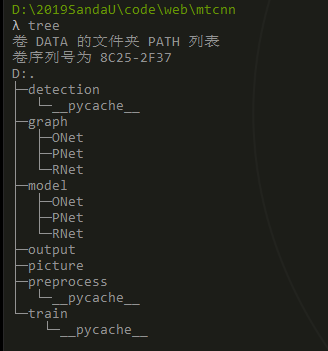 D:\2019SandaU\code\web\mtcnn
λ tree
卷 DATA 的文件夹 PATH 列表
卷序列号为 8C25-2F37
D:.
├─detection
│  └─__pycache__
├─graph
│  ├─ONet
│  ├─PNet
│  └─RNet
├─model
│  ├─ONet
│  ├─PNet
│  └─RNet
├─output
├─picture
├─preprocess
│  └─__pycache__
└─train
    └─__pycache__